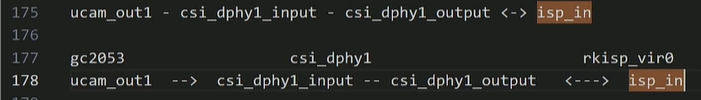 175 ucam_out1 - csi_dphy1_input - csi_dphy1_output <-> isp_in
176
177 gc2053 csi_dphy1 rkisp_vir0
178 ucam_out1 --> csi_dphy1_input -- csi_dphy1_output <---> isp_in